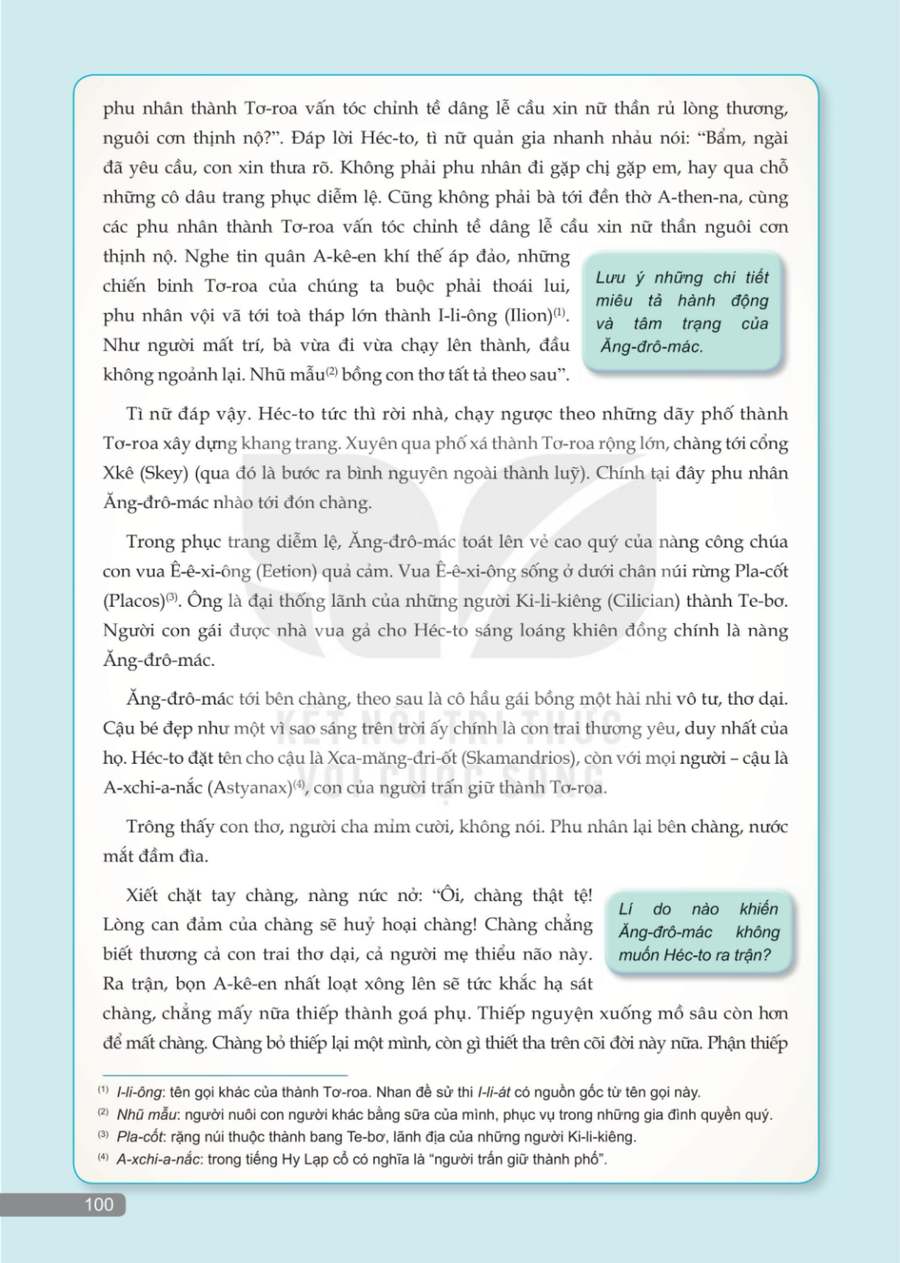 phu nhân thành Tơ-roa vấn tóc chỉnh tề dâng lễ cầu xin nữ thần rủ lòng thương,
nguôi cơn thịnh nộ?”. Đáp lời Héc-to, tì nữ quản gia nhanh nhảu nói: “Bẩm, ngài
đã yêu cầu, con xin thưa rõ. Không phải phu nhân đi gặp chị gặp em, hay qua chỗ
những cô dâu trang phục diễm lệ. Cũng không phải bà tới đền thờ A-then-na, cùng
các phu nhân thành Tơ-roa vấn tóc chỉnh tề dâng lễ cầu xin nữ thần nguôi cơn
thịnh nộ. Nghe tin quân A-kê-en khí thế áp đảo, những
chiến binh Tơ-roa của chúng ta buộc phải thoái lui,
phu nhân vội vã tới toà tháp lớn thành I-li-ông (Ilion)⁽¹⁾.
Như người mất trí, bà vừa đi vừa chạy lên thành, đầu
không ngoảnh lại. Nhũ mẫu⁽²⁾ bồng con thơ tất tả theo sau”.
Lưu ý những chi tiết
miêu tả hành động
và tâm trạng của
Ăng-đrô-mác.
Tì nữ đáp vậy. Héc-to tức thì rời nhà, chạy ngược theo những dãy phố thành
Tơ-roa xây dựng khang trang. Xuyên qua phố xá thành Tơ-roa rộng lớn, chàng tới cổng
Xkê (Skey) (qua đó là bước ra bình nguyên ngoài thành luỹ). Chính tại đây phu nhân
Ăng-đrô-mác nhào tới đón chàng.
Trong phục trang diễm lệ, Ăng-đrô-mác toát lên vẻ cao quý của nàng công chúa
con vua Ê-ê-xi-ông (Eetion) quả cảm. Vua Ê-ê-xi-ông sống ở dưới chân núi rừng Pla-cốt
(Placos)⁽³⁾. Ông là đại thống lãnh của những người Ki-li-kiêng (Cilician) thành Te-bơ.
Người con gái được nhà vua gả cho Héc-to sáng loáng khiên đồng chính là nàng
Ăng-đrô-mác.
Ăng-đrô-mác tới bên chàng, theo sau là cô hầu gái bồng một hài nhi vô tư, thơ dại.
Cậu bé đẹp như một vì sao sáng trên trời ấy chính là con trai thương yêu, duy nhất của
họ. Héc-to đặt tên cho cậu là Xca-măng-đri-ốt (Skamandrios), còn với mọi người – cậu là
A-xchi-a-nắc (Astyanax)⁽⁴⁾, con của người trấn giữ thành Tơ-roa.
Trông thấy con thơ, người cha mỉm cười, không nói. Phu nhân lại bên chàng, nước
mắt đầm đìa.
Xiết chặt tay chàng, nàng nức nở: “Ôi, chàng thật tệ!
Lòng can đảm của chàng sẽ huỷ hoại chàng! Chàng chẳng
biết thương cả con trai thơ dại, cả người mẹ thiểu não này.
Ra trận, bọn A-kê-en nhất loạt xông lên sẽ tức khắc hạ sát
chàng, chẳng mấy nữa thiếp thành goá phụ. Thiếp nguyện xuống mồ sâu còn hơn
để mất chàng. Chàng bỏ thiếp lại một mình, còn gì thiết tha trên cõi đời này nữa. Phận thiếp
Lí do nào khiến
Ăng-đrô-mác không
muốn Héc-to ra trận?
KẾT NỐI TRI THỨC
VỚI CUỘC SỐNG
⁽¹⁾ I-li-ông: tên gọi khác của thành Tơ-roa. Nhan đề sử thi I-li-át có nguồn gốc từ tên gọi này.
⁽²⁾ Nhũ mẫu: người nuôi con người khác bằng sữa của mình, phục vụ trong những gia đình quyền quý.
⁽³⁾ Pla-cốt: rặng núi thuộc thành bang Te-bơ, lãnh địa của những người Ki-li-kiêng.
⁽⁴⁾ A-xchi-a-nắc: trong tiếng Hy Lạp cổ có nghĩa là “người trấn giữ thành phố”.
100